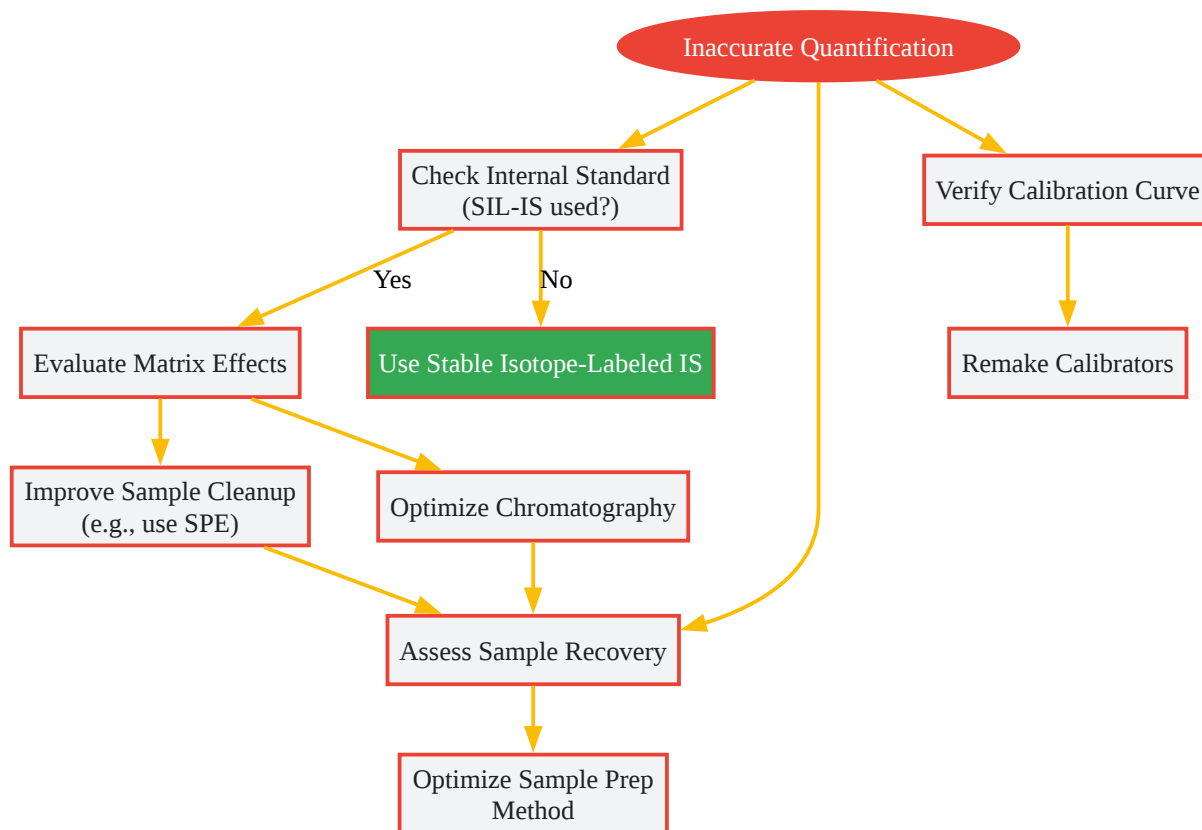 Inaccurate Quantification
Check Internal Standard
(SIL-IS used?)
Verify Calibration Curve
Yes
No
Evaluate Matrix Effects
Use Stable Isotope-Labeled IS
Remake Calibrators
Improve Sample Cleanup
(e.g., use SPE)
Optimize Chromatography
Assess Sample Recovery
Optimize Sample Prep
Method